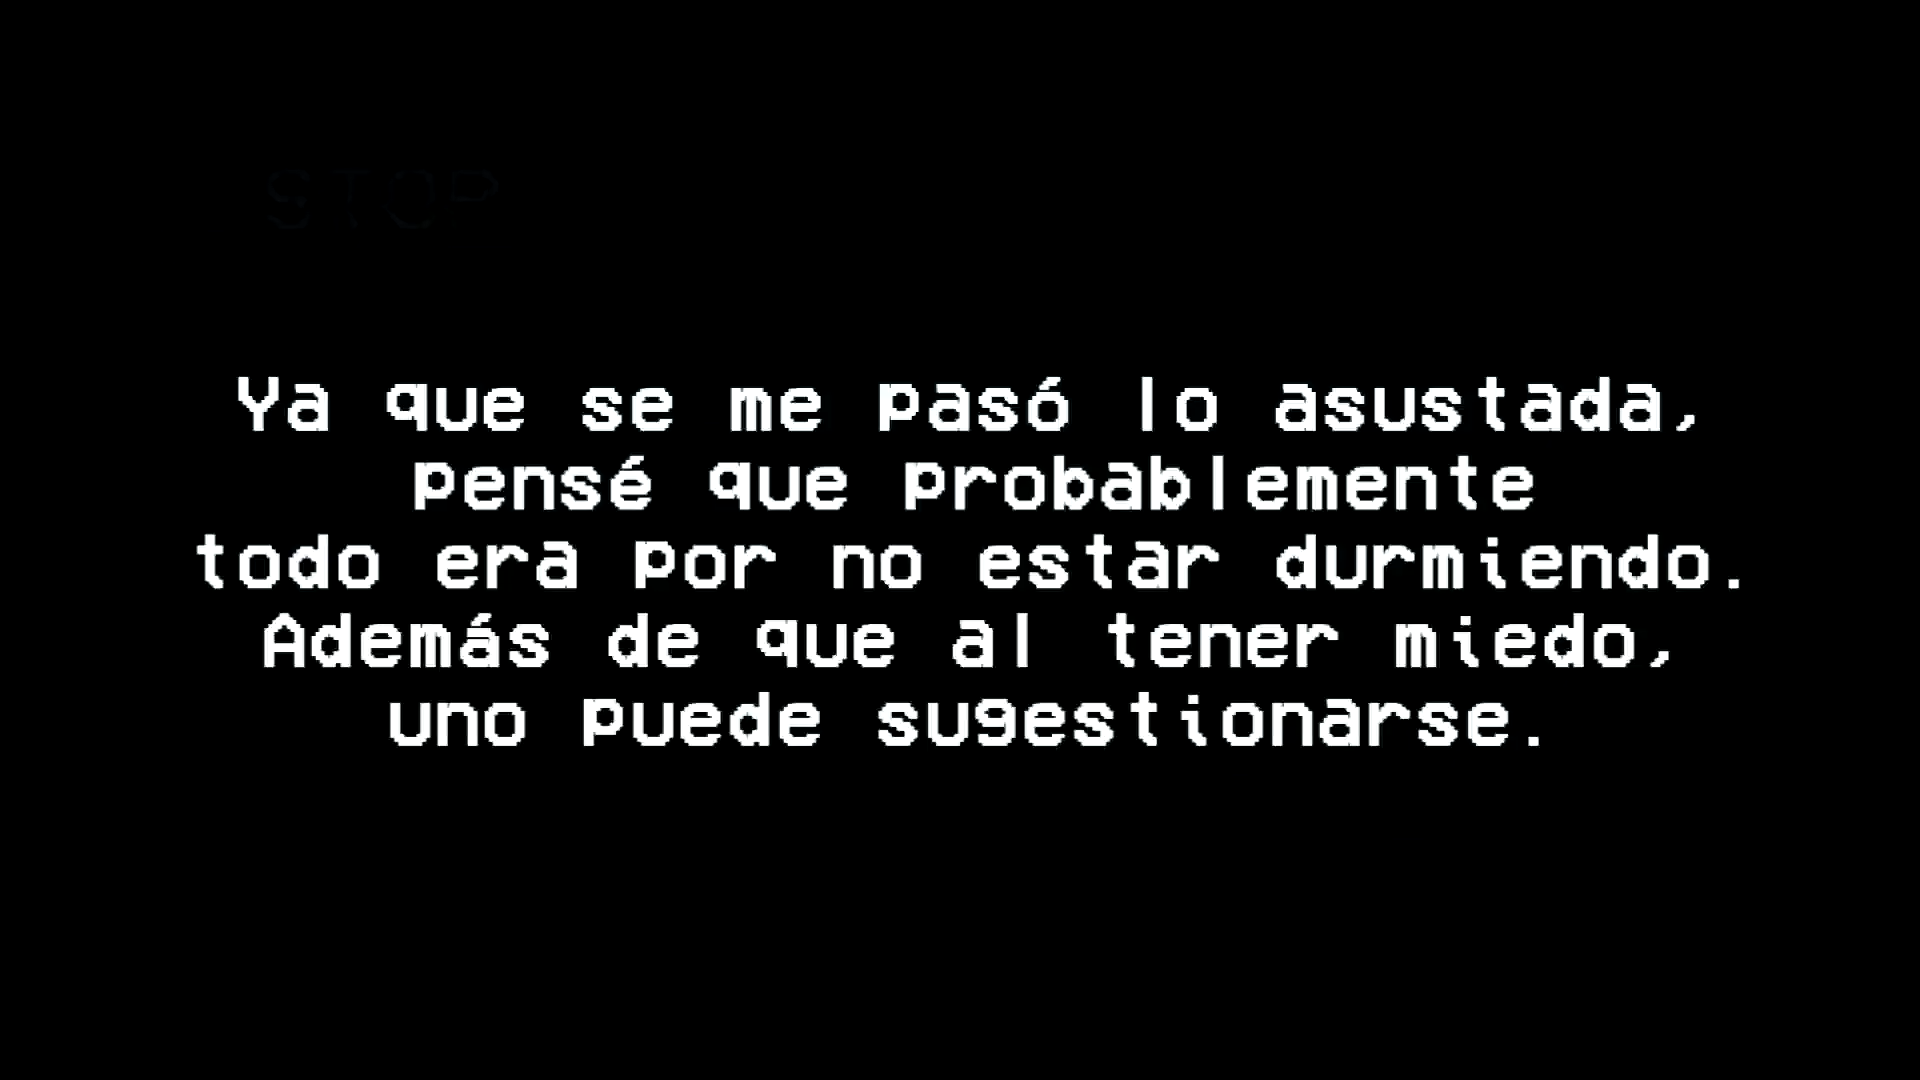 STOP
Ya que se me pasó lo asustada,
pensé que probablemente
todo era por no estar durmiendo.
Además de que al tener miedo,
uno puede sugestionarse.